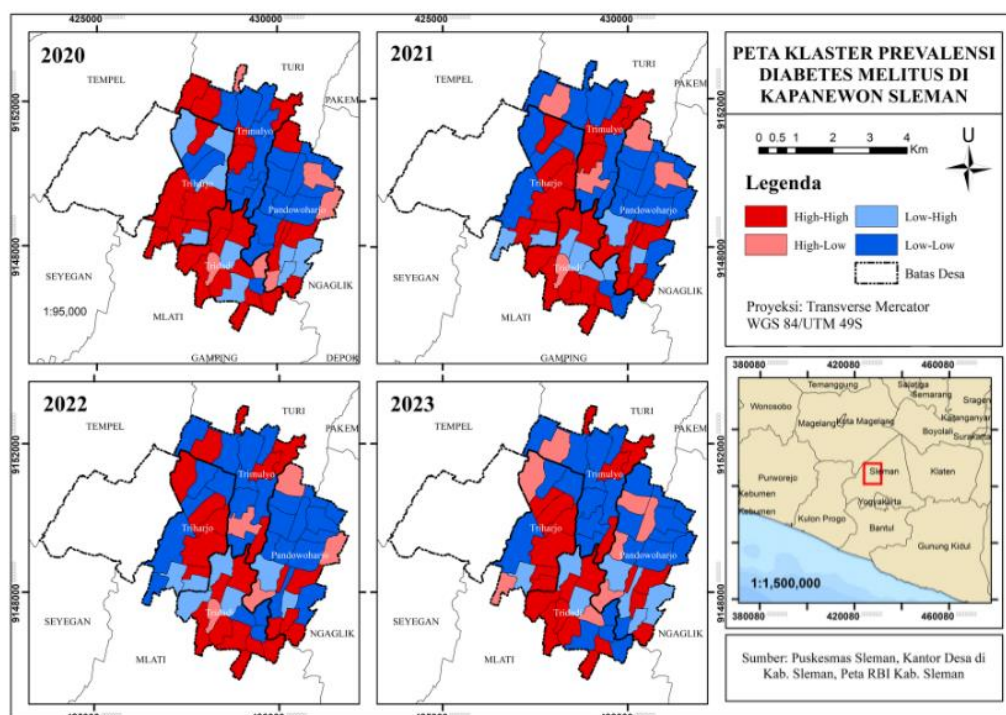 425000
430000
425000
430000
2020
TEMPEL
TURI
PAKEM
Trimulyo
Triharjo
Pandowoharjo
Tridadi
SEYEGAN
NGAGLIK
1:95,000
MLATI
GAMPING
DEPOK
9152000
9148000
2021
TEMPEL
TURI
PAKEM
Trimulyo
Triharjo
Pandowoharjo
Tridadi
SEYEGAN
NGAGLIK
MLATI
GAMPING
9152000
9148000
2022
TEMPEL
TURI
PAKEM
Trimulyo
Triharjo
Pandowoharjo
Tridadi
SEYEGAN
NGAGLIK
MLATI
9152000
9148000
2023
TEMPEL
TURI
PAKEM
Trimulyo
Triharjo
Pandowoharjo
Tridadi
SEYEGAN
NGAGLIK
MLATI
9152000
9148000
PETA KLASTER PREVALENSI
DIABETES MELITUS DI
KAPANEWON SLEMAN
0 0.5 1 2 3 4
Km
U
Legenda
High-High
Low-High
High-Low
Low-Low
Batas Desa
Proyeksi: Transverse Mercator
WGS 84/UTM 49S
380080 420080 460080
Temanggung
Salatiga
Semarang
Sragen
Wonosobo
Magelang
Kota Magelang
Karanganyar
Boyolali
Surakarta
Purworejo
Sleman
Klaten
Kebumen
Kebumen
Yogyakarta
Kulon Progo
Bantul
Gunung Kidul
1:1,500,000
380080 420080 460080
Sumber: Puskesmas Sleman, Kantor Desa di
Kab. Sleman, Peta RBI Kab. Sleman